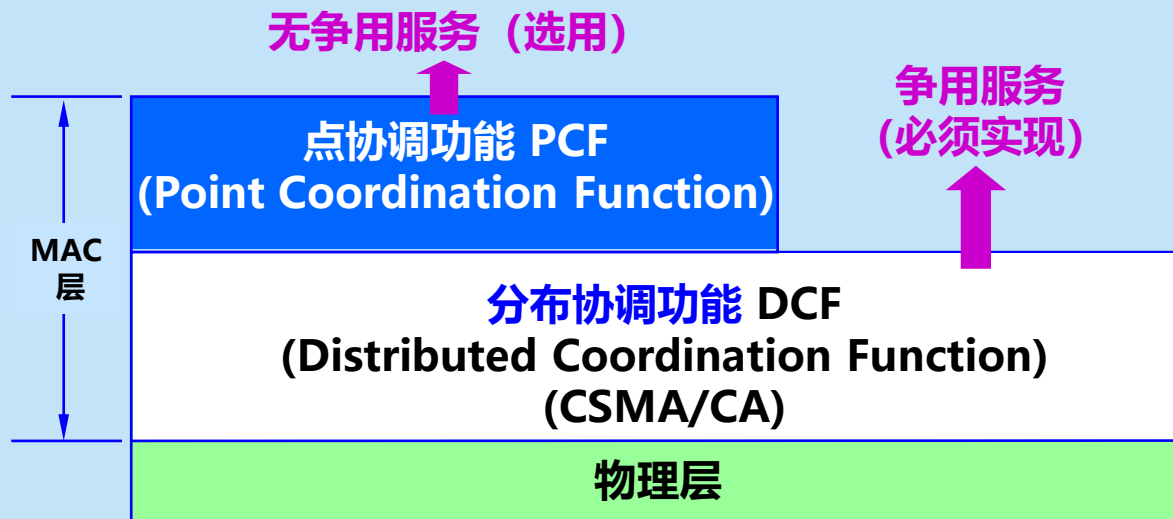 无争用服务（选用）
争用服务
(必须实现)
点协调功能 PCF
(Point Coordination Function)
MAC
层
分布协调功能 DCF
(Distributed Coordination Function)
(CSMA/CA)
物理层